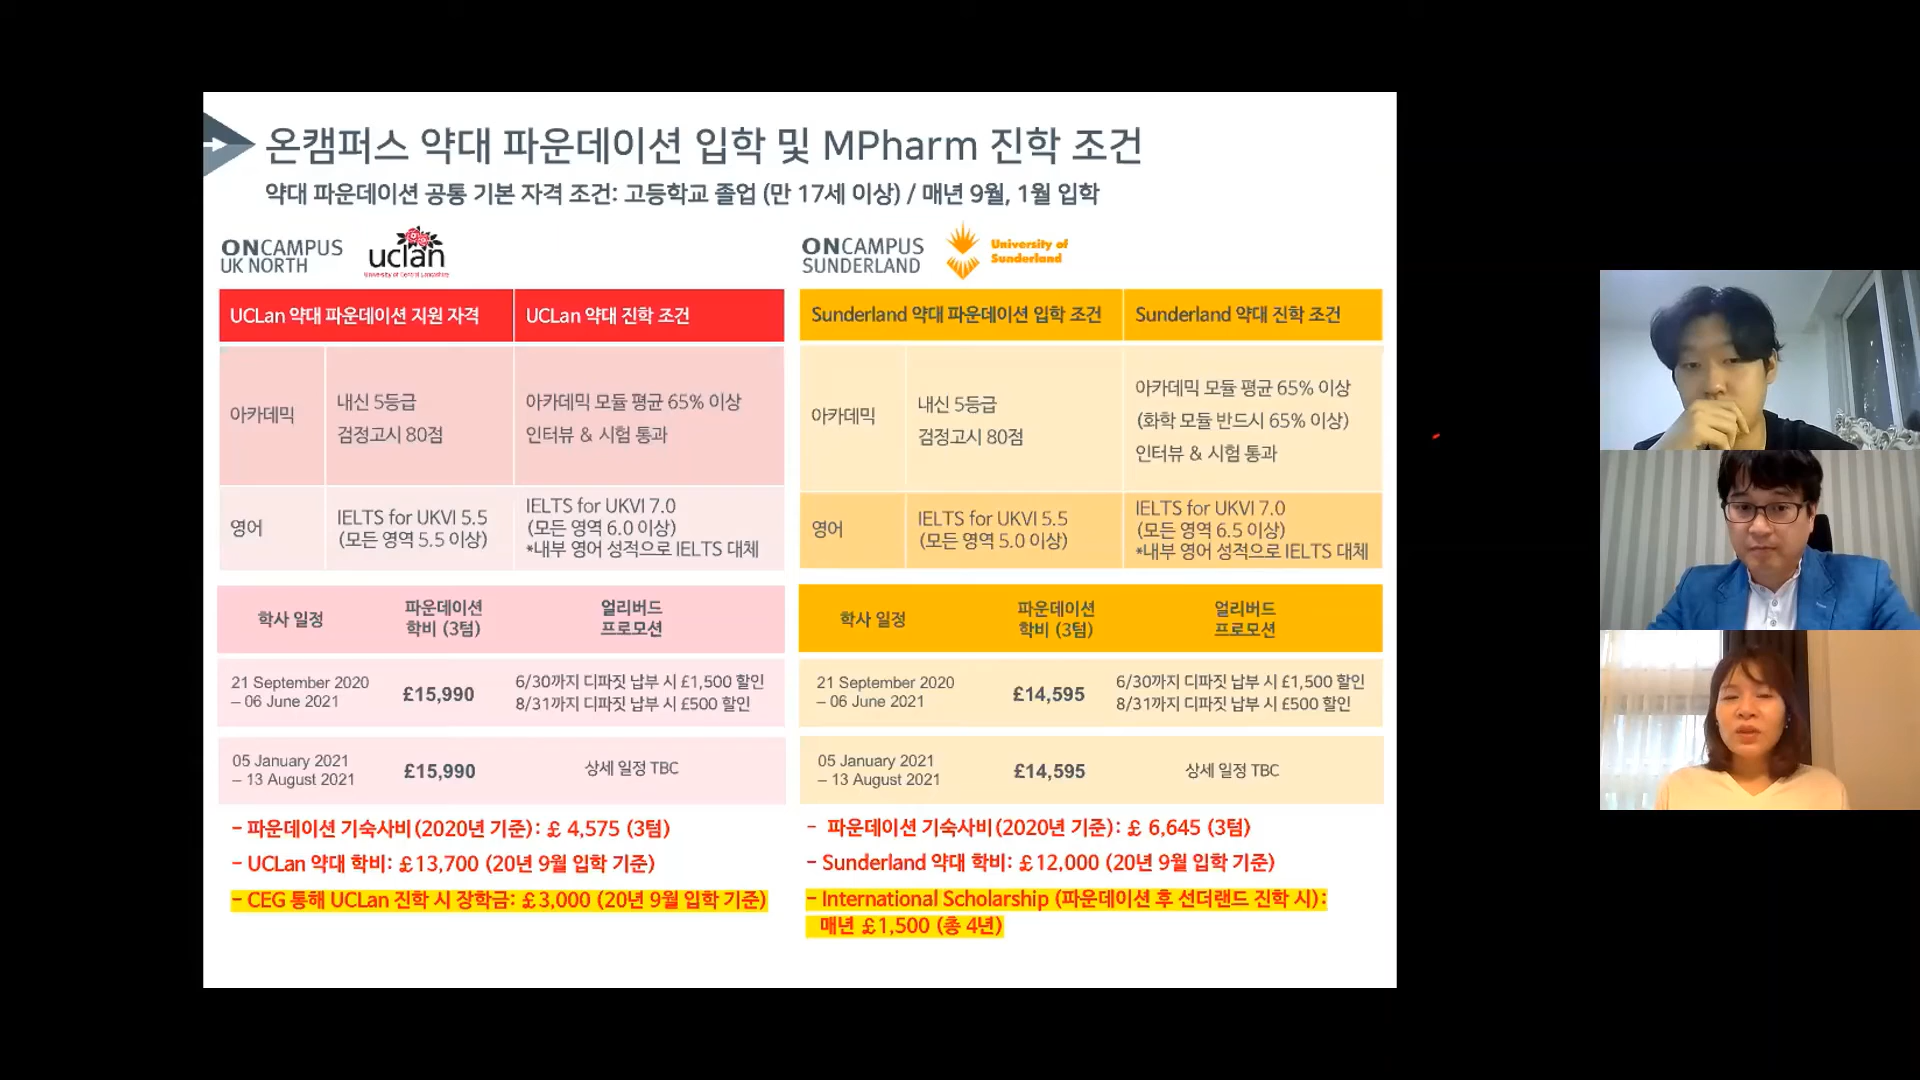 온캠퍼스 약대 파운데이션 입학 및 MPharm 진학 조건
약대 파운데이션 공통 기본 자격 조건: 고등학교 졸업 (만 17세 이상) / 매년 9월, 1월 입학
ONCAMPUS
UK NORTH
uclan
University of Central Lancashire
UCLan 약대 파운데이션 지원 자격
UCLan 약대 진학 조건
아카데믹
내신 5등급
검정고시 80점
아카데믹 모듈 평균 65% 이상
인터뷰 & 시험 통과
영어
IELTS for UKVI 5.5
(모든 영역 5.5 이상)
IELTS for UKVI 7.0
(모든 영역 6.0 이상)
*내부 영어 성적으로 IELTS 대체
학사 일정
파운데이션
학비 (3텀)
얼리버드
프로모션
21 September 2020
– 06 June 2021
£15,990
6/30까지 디파짓 납부 시 £1,500 할인
8/31까지 디파짓 납부 시 £500 할인
05 January 2021
– 13 August 2021
£15,990
상세 일정 TBC
- 파운데이션 기숙사비(2020년 기준): £ 4,575 (3텀)
- UCLan 약대 학비: £13,700 (20년 9월 입학 기준)
- CEG 통해 UCLan 진학 시 장학금: £3,000 (20년 9월 입학 기준)
ONCAMPUS
SUNDERLAND
University of
Sunderland
Sunderland 약대 파운데이션 입학 조건
Sunderland 약대 진학 조건
아카데믹
내신 5등급
검정고시 80점
아카데믹 모듈 평균 65% 이상
(화학 모듈 반드시 65% 이상)
인터뷰 & 시험 통과
영어
IELTS for UKVI 5.5
(모든 영역 5.0 이상)
IELTS for UKVI 7.0
(모든 영역 6.5 이상)
*내부 영어 성적으로 IELTS 대체
학사 일정
파운데이션
학비 (3텀)
얼리버드
프로모션
21 September 2020
– 06 June 2021
£14,595
6/30까지 디파짓 납부 시 £1,500 할인
8/31까지 디파짓 납부 시 £500 할인
05 January 2021
– 13 August 2021
£14,595
상세 일정 TBC
- 파운데이션 기숙사비(2020년 기준): £ 6,645 (3텀)
- Sunderland 약대 학비: £12,000 (20년 9월 입학 기준)
- International Scholarship (파운데이션 후 선더랜드 진학 시):
매년 £1,500 (총 4년)